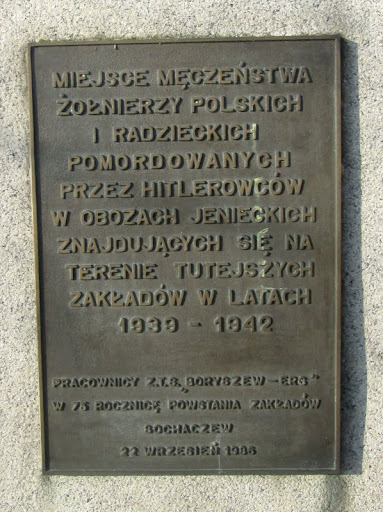 MIEJSCE MĘCZEŃSTWA
ŻOŁNIERZY POLSKICH
I RADZIECKICH
POMORDOWANYCH
PRZEZ HITLEROWCÓW
W OBOZACH JENIECKICH
ZNAJDUJĄCYCH SIĘ NA
TERENIE TUTEJSZYCH
ZAKŁADÓW W LATACH
1939 - 1942
PRACOWNICY Z.T.S. „BORYSZEW-ERG"
W 75 ROCZNICĘ POWSTANIA ZAKŁADÓW
SOCHACZEW
22 WRZESIEŃ 1986